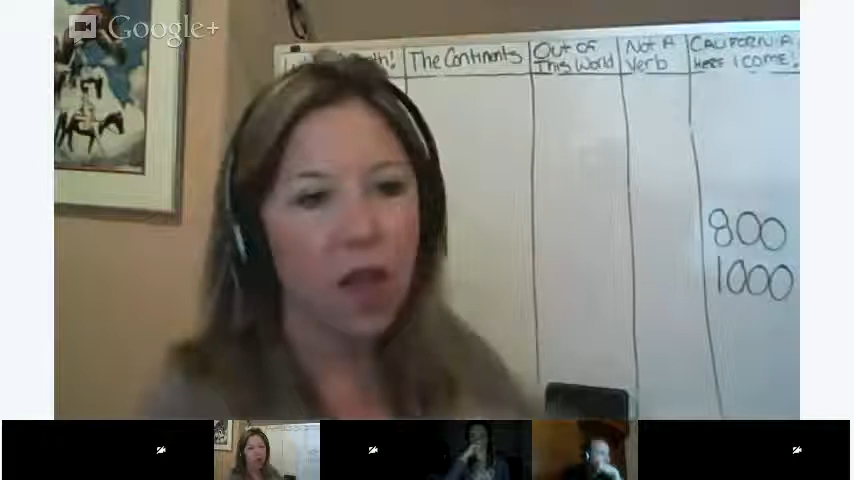 Google+
The Continents
Out of
This World
Not A
Verb
CALIFORNIA,
HERE I COME!
800
1000